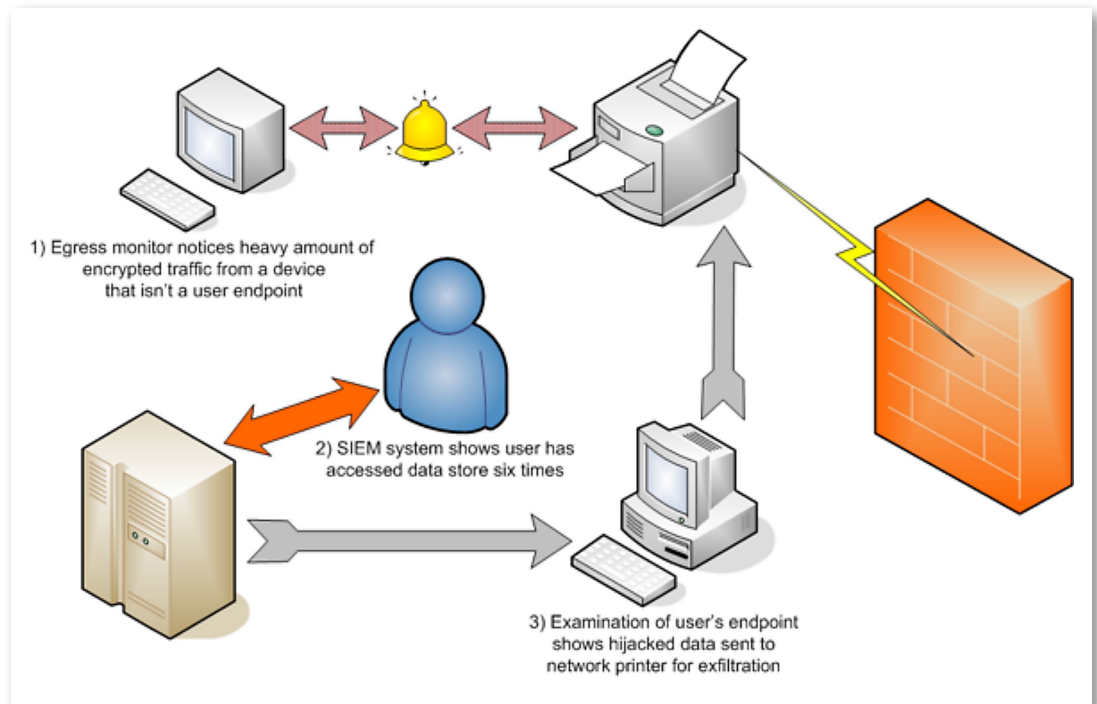 1) Egress monitor notices heavy amount of
encrypted traffic from a device
that isn't a user endpoint
2) SIEM system shows user has
accessed data store six times
3) Examination of user's endpoint
shows hijacked data sent to
network printer for exfiltration